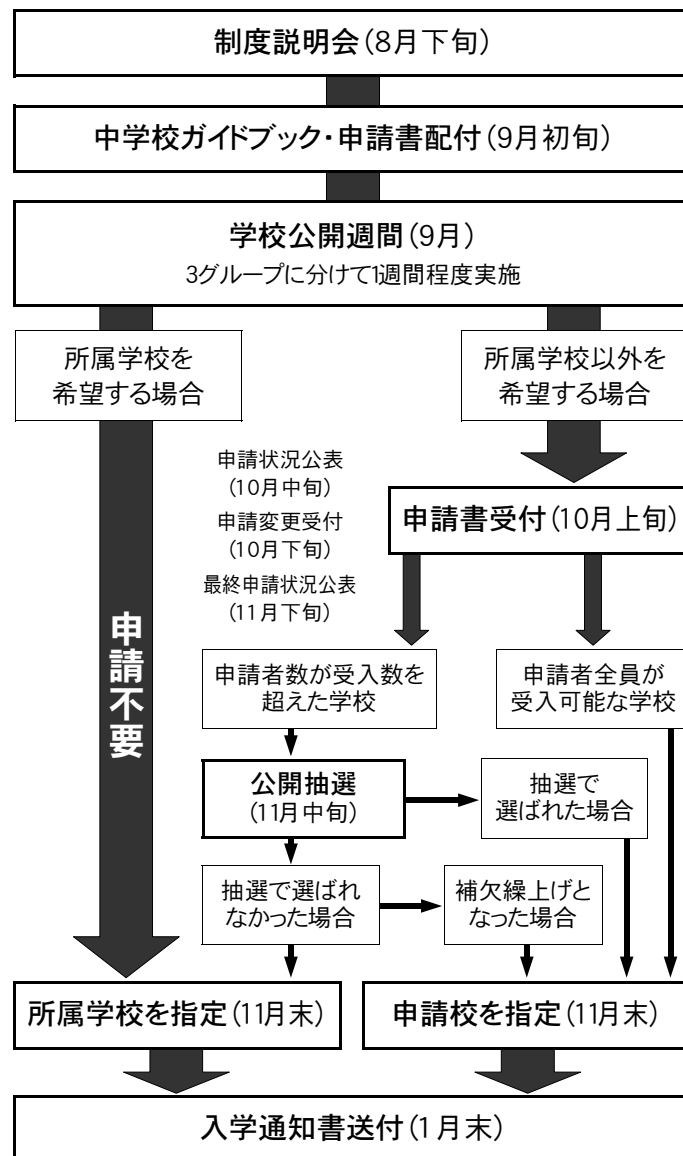 制度説明会(8月下旬)
中学校ガイドブック・申請書配付(9月初旬)
学校公開週間(9月)
3グループに分けて1週間程度実施
所属学校を
希望する場合
所属学校以外を
希望する場合
申請状況公表
(10月中旬)
申請変更受付
(10月下旬)
最終申請状況公表
(11月下旬)
申請書受付(10月上旬)
申請不要
申請者数が受入数を
超えた学校
申請者全員が
受入可能な学校
公開抽選
(11月中旬)
抽選で
選ばれた場合
抽選で選ばれ
なかった場合
補欠繰上げと
なった場合
所属学校を指定(11月末)
申請校を指定(11月末)
入学通知書送付(1月末)